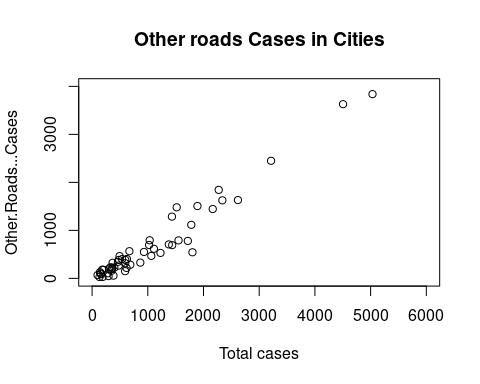 Other roads Cases in Cities
Other.Roads...Cases
3000
1000
0
0 1000 2000 3000 4000 5000 6000
Total cases